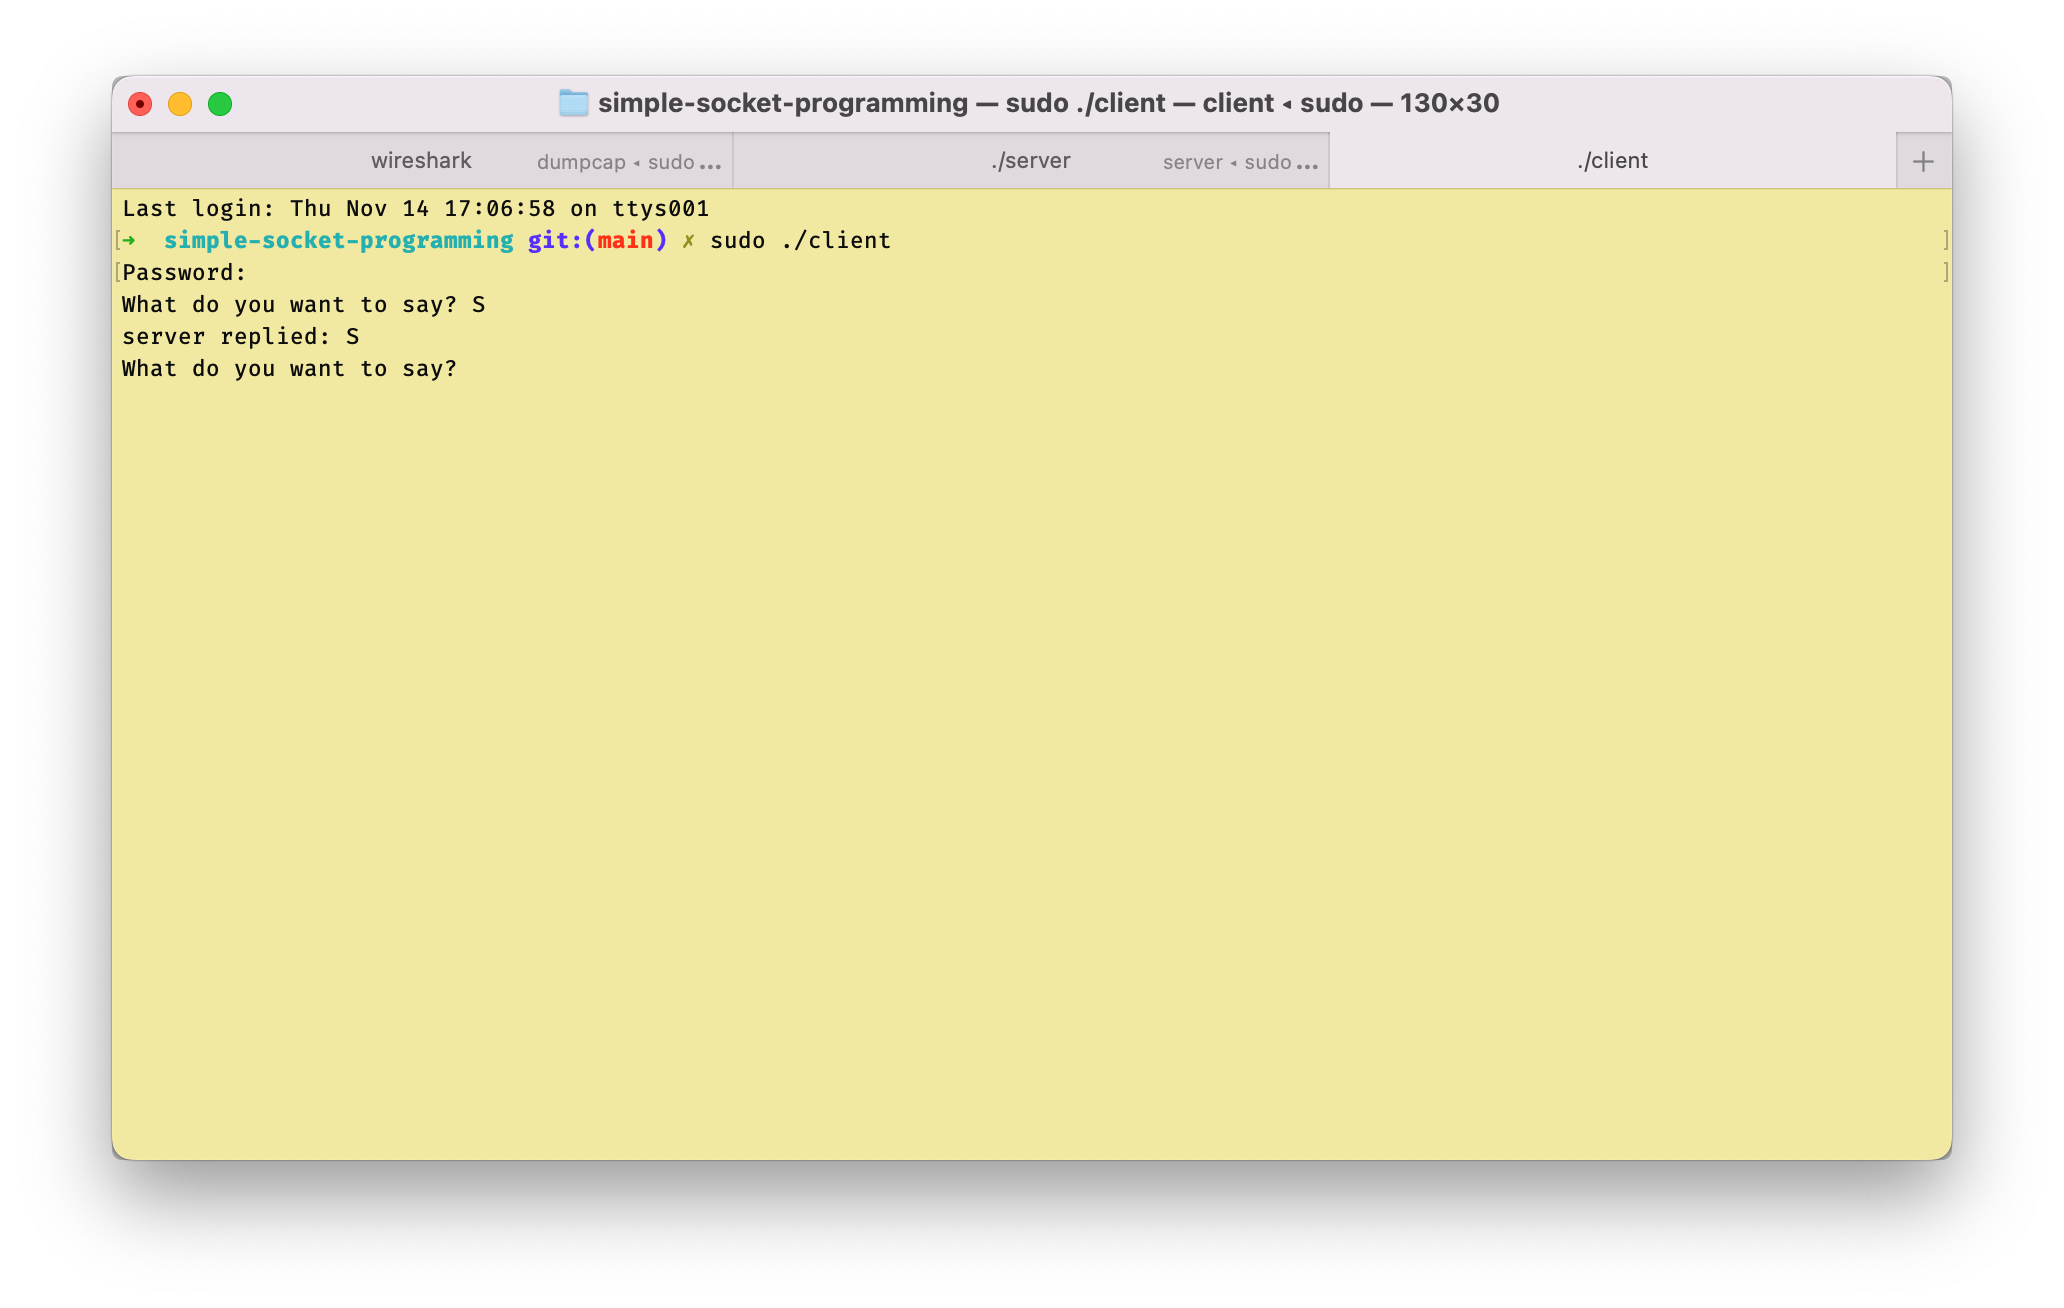 simple-socket-programming — sudo ./client — client ◂ sudo — 130×30
wireshark dumpcap ◂ sudo ... ./server server ◂ sudo ... ./client +
Last login: Thu Nov 14 17:06:58 on ttys001
[➜ simple-socket-programming git:(main) ✗ sudo ./client ]
[Password: ]
What do you want to say? S
server replied: S
What do you want to say?